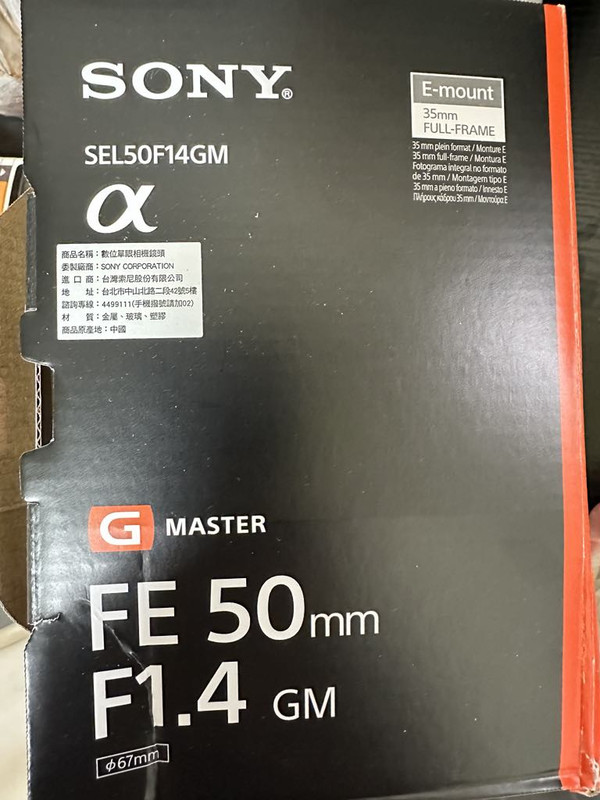 SONY®
E-mount
35mm
FULL-FRAME
35 mm plein format / Monture E
35 mm full-frame / Montura E
Fotograma integral no formato
de 35 mm / Montagem tipo E
35 mm a pieno formato / Innesto E
Πλήρους κάδρου 35 mm / Μοντούρα E
SEL50F14GM
α
商品名稱：數位單眼相機鏡頭
委製廠商：SONY CORPORATION
進口商：台灣索尼股份有限公司
地址：台北市中山北路二段42號5樓
諮詢專線：4499111(手機撥號請加02)
材質：金屬、玻璃、塑膠
商品原產地：中國
G MASTER
FE 50mm
F1.4 GM
φ67mm